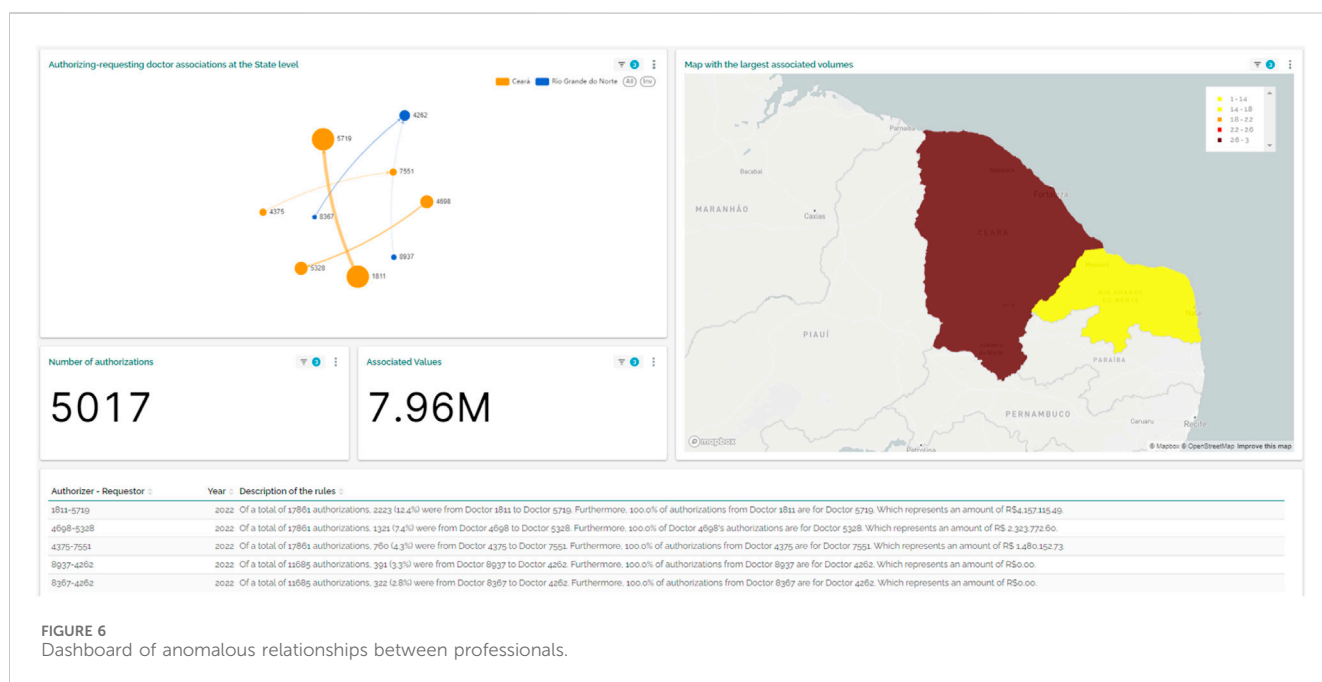 Authorizing-requesting doctor associations at the State level
3
Ceará
Rio Grande do Norte
All
Inv
4262
5719
7551
4698
4375
8367
8937
5328
1811
Map with the largest associated volumes
3
1-14
14-18
18-22
22-26
Parnaíba
Bacabal
MARANHÃO
Caxias
Fortaleza
CEARÁ
RIO GRANDE DO NORTE
Natal
PIAUÍ
PARAÍBA
PERNAMBUCO
Caruaru
Recife
Petrolina
mapbox
© Mapbox © OpenStreetMap Improve this map
Number of authorizations
3
5017
Associated Values
3
7.96M
Authorizer - Requestor Year Description of the rules
1811-5719 2022 Of a total of 17861 authorizations, 2223 (12.4%) were from Doctor 1811 to Doctor 5719. Furthermore, 100.0% of authorizations from Doctor 1811 are for Doctor 5719. Which represents an amount of R$4,157,115.49.
4698-5328 2022 Of a total of 17861 authorizations, 1321 (7.4%) were from Doctor 4698 to Doctor 5328. Furthermore, 100.0% of Doctor 4698's authorizations are for Doctor 5328. Which represents an amount of R$ 2,323,772.60.
4375-7551 2022 Of a total of 17861 authorizations, 760 (4.3%) were from Doctor 4375 to Doctor 7551. Furthermore, 100.0% of authorizations from Doctor 4375 are for Doctor 7551. Which represents an amount of R$ 1,480,152.73.
8937-4262 2022 Of a total of 11685 authorizations, 391 (3.3%) were from Doctor 8937 to Doctor 4262. Furthermore, 100.0% of authorizations from Doctor 8937 are for Doctor 4262. Which represents an amount of R$0.00.
8367-4262 2022 Of a total of 11685 authorizations, 322 (2.8%) were from Doctor 8367 to Doctor 4262. Furthermore, 100.0% of authorizations from Doctor 8367 are for Doctor 4262. Which represents an amount of R$0.00.
FIGURE 6
Dashboard of anomalous relationships between professionals.